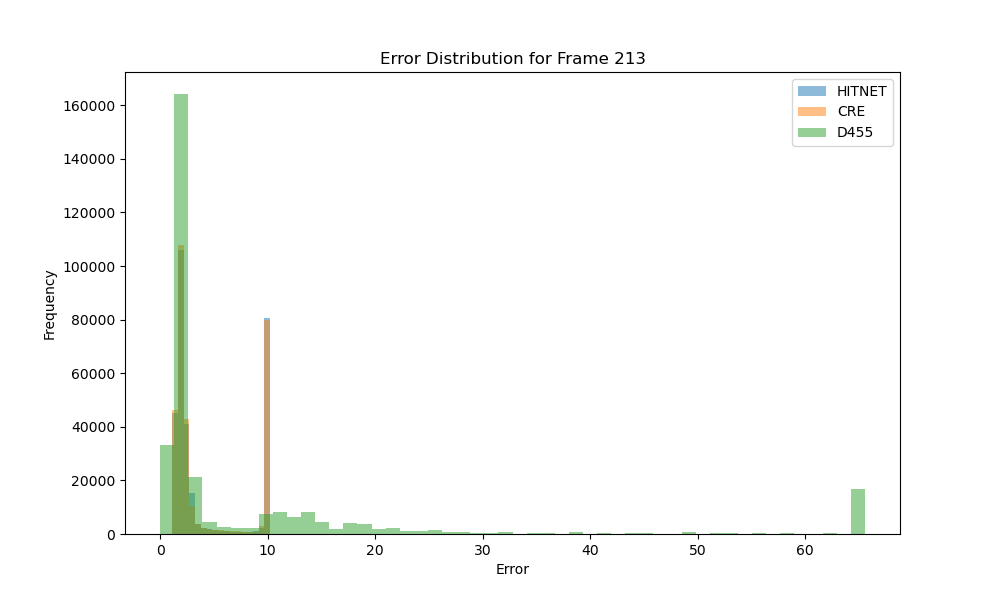 Error Distribution for Frame 213
HITNET
CRE
D455
160000
140000
120000
100000
80000
60000
40000
20000
0
Frequency
0 10 20 30 40 50 60
Error